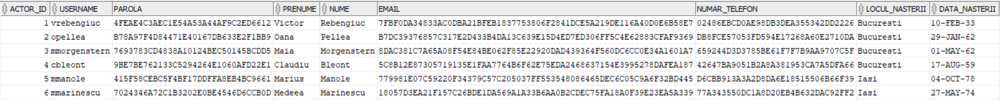 ACTOR_ID USERNAME PAROLA PRENUME NUME EMAIL NUMAR_TELEFON LOCUL_NASTERII DATA_NASTERII
1 vrebengiuc 4FEAE4C3AEC1E54A53A44AF9C2ED6612 Victor Rebengiuc 7FBF0DA34833AC0DBA21BFEB1837753806F2841DCE5A219DE116A40D0E6B58E7 02486EBCD0AE98DB3DEA355342DD2226 Bucuresti 10-FEB-33
2 opellea B78A97F4D84471E40167DB633E2F1BB9 Oana Pellea B7DC39376857C317E2D433B4DA13C639E15D4ED7ED306FF5C4E62883CFAF9369 DB8FCE57053FD594E17268A60E2710DA Bucuresti 29-JAN-62
3 mmorgenstern 7693783CD4838A10124BEC50145BCDD5 Maia Morgenstern 8DAC381C7A65A08F54E84BE062F85E22920DAD439364F560DC6CC0E34A1601A7 659244D3D3785BE61F7F7B9AA9707C5F Bucuresti 01-MAY-62
4 cbleont 9BE7BE762133C5294264E1060AFD22E1 Claudiu Bleont 5C8B12E87305719135E1FAA7764B6F62E75EDA2468637154E3995278DAFEA187 42647BA9051B2A8A381953CA7A5DFA66 Bucuresti 17-AUG-59
5 mmanole 415F58CEBC5F4BF17DDFFA8EB4BC9661 Marius Manole 779981E07C59220F34379C57C205037FF553548086465DEC6C05C9A6F32BD445 D6CBB913A3A2D8DA6E18515506B66F39 Iasi 04-OCT-78
6 mmarinescu 7024346A72C1B3202E0BE4546D6CCB0D Medeea Marinescu 18057D3EA21F157C26BDE1DA569A1A33B6AA0B2CDEC75FA18A0F39E23EA5A339 77A343550DC1A8D20EB4B632DAC92FF2 Iasi 27-MAY-74